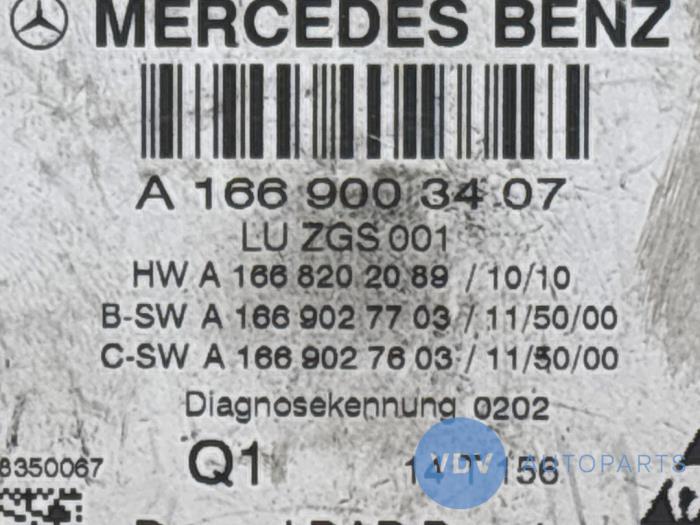 MERCEDES BENZ
A 166 900 34 07
LU ZGS 001
HW A 166 820 20 89 / 10/10
B-SW A 166 902 77 03 / 11/50/00
C-SW A 166 902 76 03 / 11/50/00
Diagnosekennung 0202
8350067
Q1
VDV AUTOPARTS